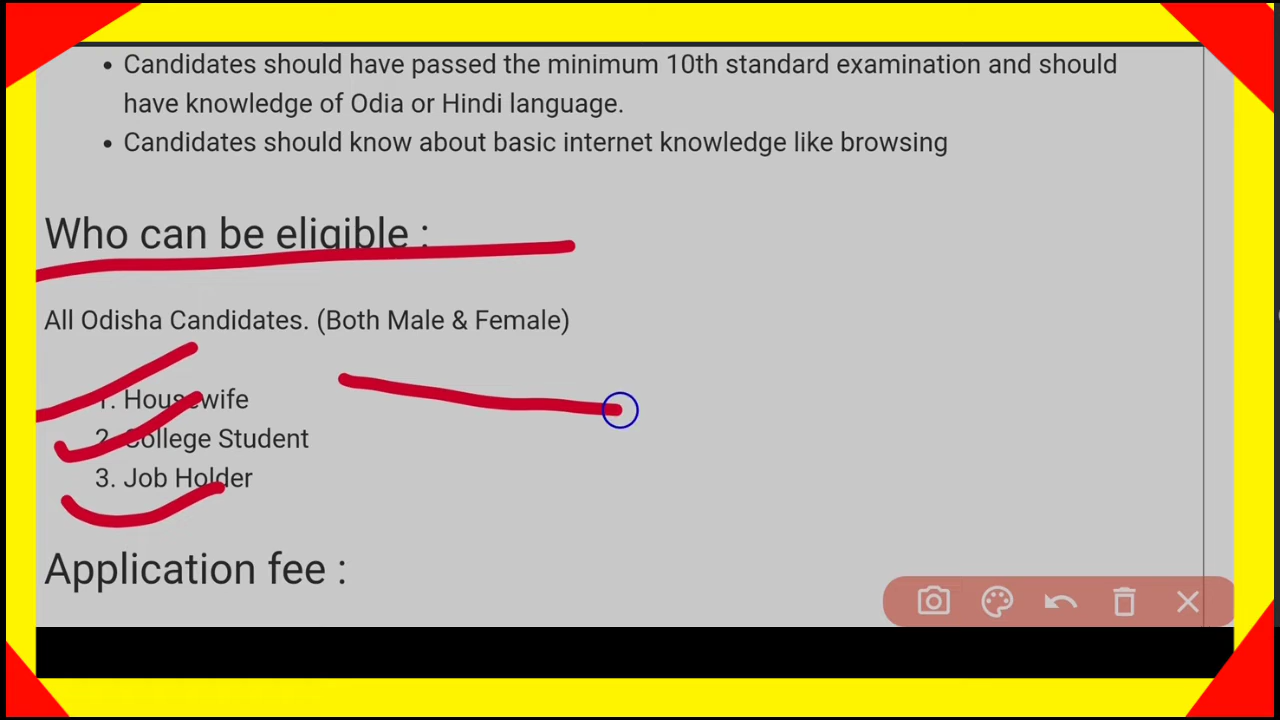 • Candidates should have passed the minimum 10th standard examination and should
have knowledge of Odia or Hindi language.
• Candidates should know about basic internet knowledge like browsing
Who can be eligible :
All Odisha Candidates. (Both Male & Female)
1. Housewife
2. College Student
3. Job Holder
Application fee :